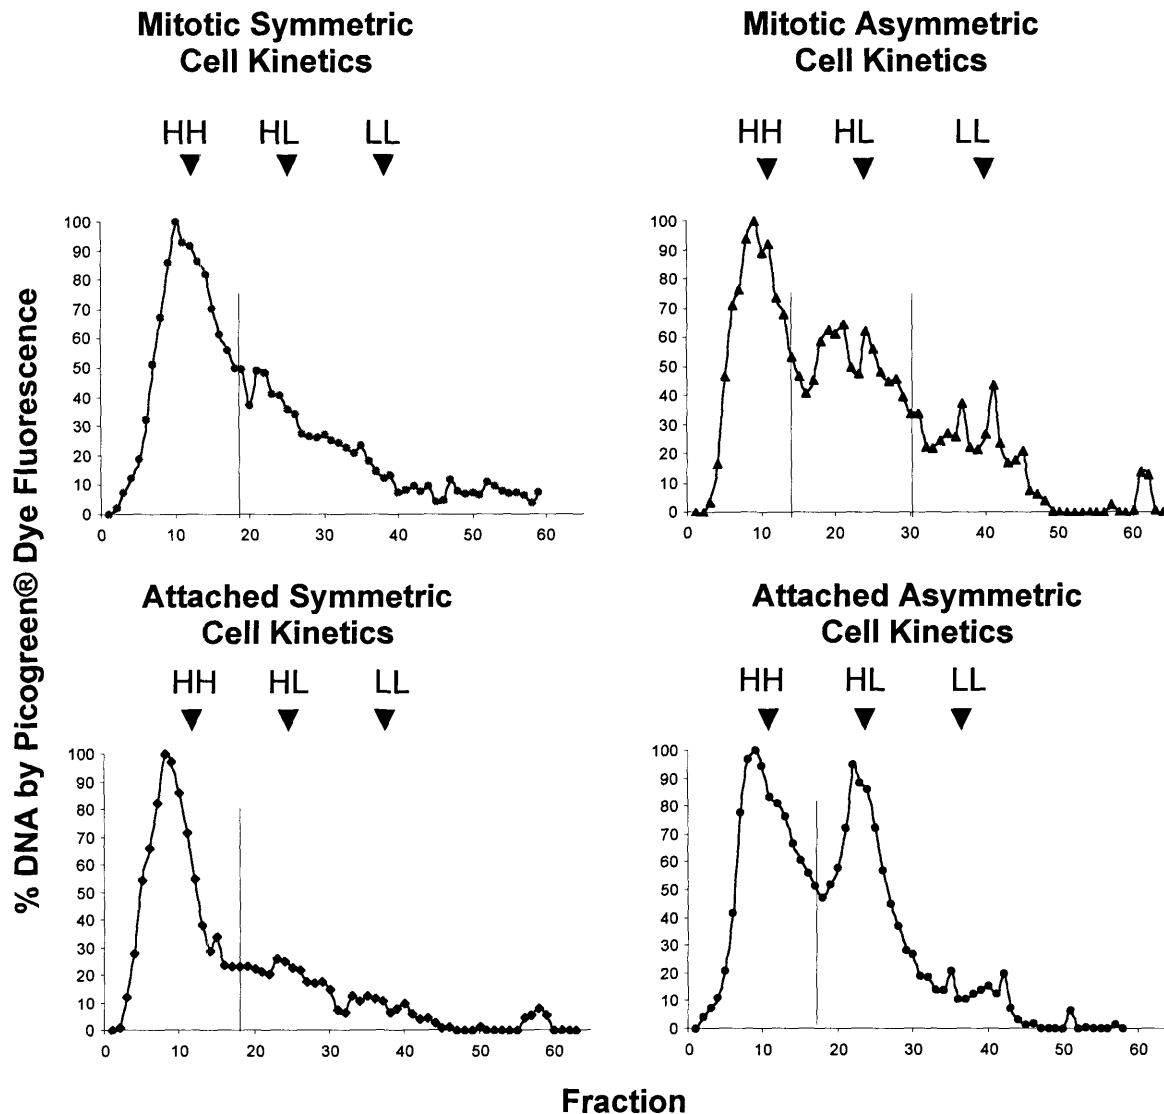 Mitotic Symmetric
Cell Kinetics
HH HL LL
100
90
80
70
60
50
40
30
20
10
0
0 10 20 30 40 50 60
Mitotic Asymmetric
Cell Kinetics
HH HL LL
100
90
80
70
60
50
40
30
20
10
0
0 10 20 30 40 50 60
% DNA by Picogreen® Dye Fluorescence
Attached Symmetric
Cell Kinetics
HH HL LL
100
90
80
70
60
50
40
30
20
10
0
0 10 20 30 40 50 60
Attached Asymmetric
Cell Kinetics
HH HL LL
100
90
80
70
60
50
40
30
20
10
0
0 10 20 30 40 50 60
Fraction